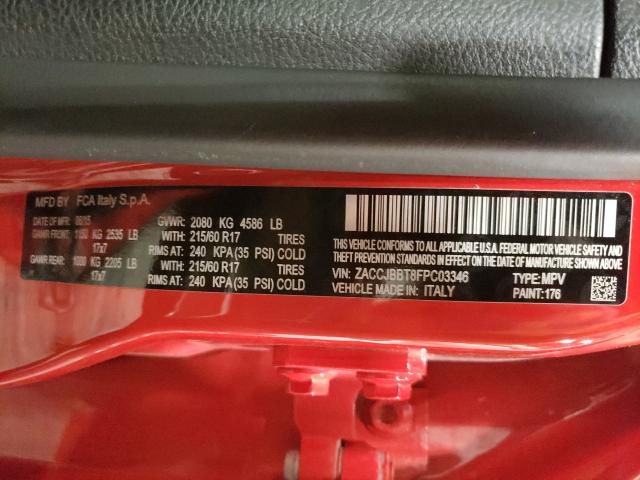 MFD BY FCA Italy S.p.A.
DATE OF MFR 06/15 GVWR: 2080 KG 4586 LB
GAWR FRONT: 1150 KG 2535 LB WITH: 215/60 R17 TIRES
17x7 RIMS AT: 240 KPA(35 PSI) COLD
GAWR REAR: 1000 KG 2205 LB WITH: 215/60 R17 TIRES
17x7 RIMS AT: 240 KPA(35 PSI) COLD
THIS VEHICLE CONFORMS TO ALL APPLICABLE U.S.A. FEDERAL MOTOR VEHICLE SAFETY AND
THEFT PREVENTION STANDARDS IN EFFECT ON THE DATE OF MANUFACTURE SHOWN ABOVE
VIN: ZACCJBBT8FPC03346 TYPE: MPV
VEHICLE MADE IN: ITALY PAINT: 176